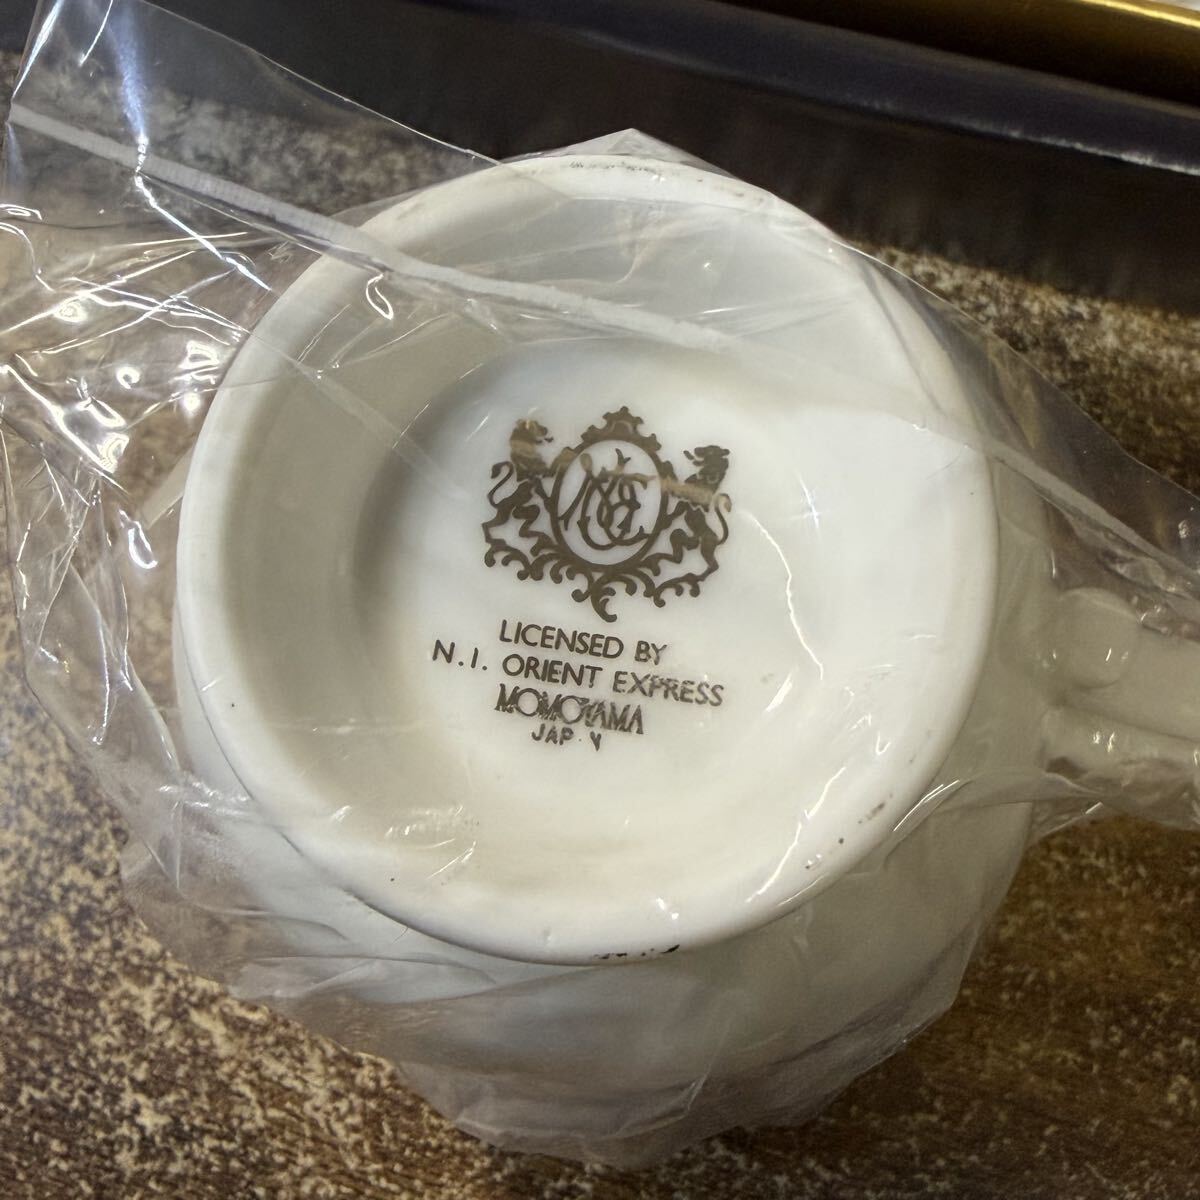 LICENSED BY
N.I. ORIENT EXPRESS
MOMOYAMA